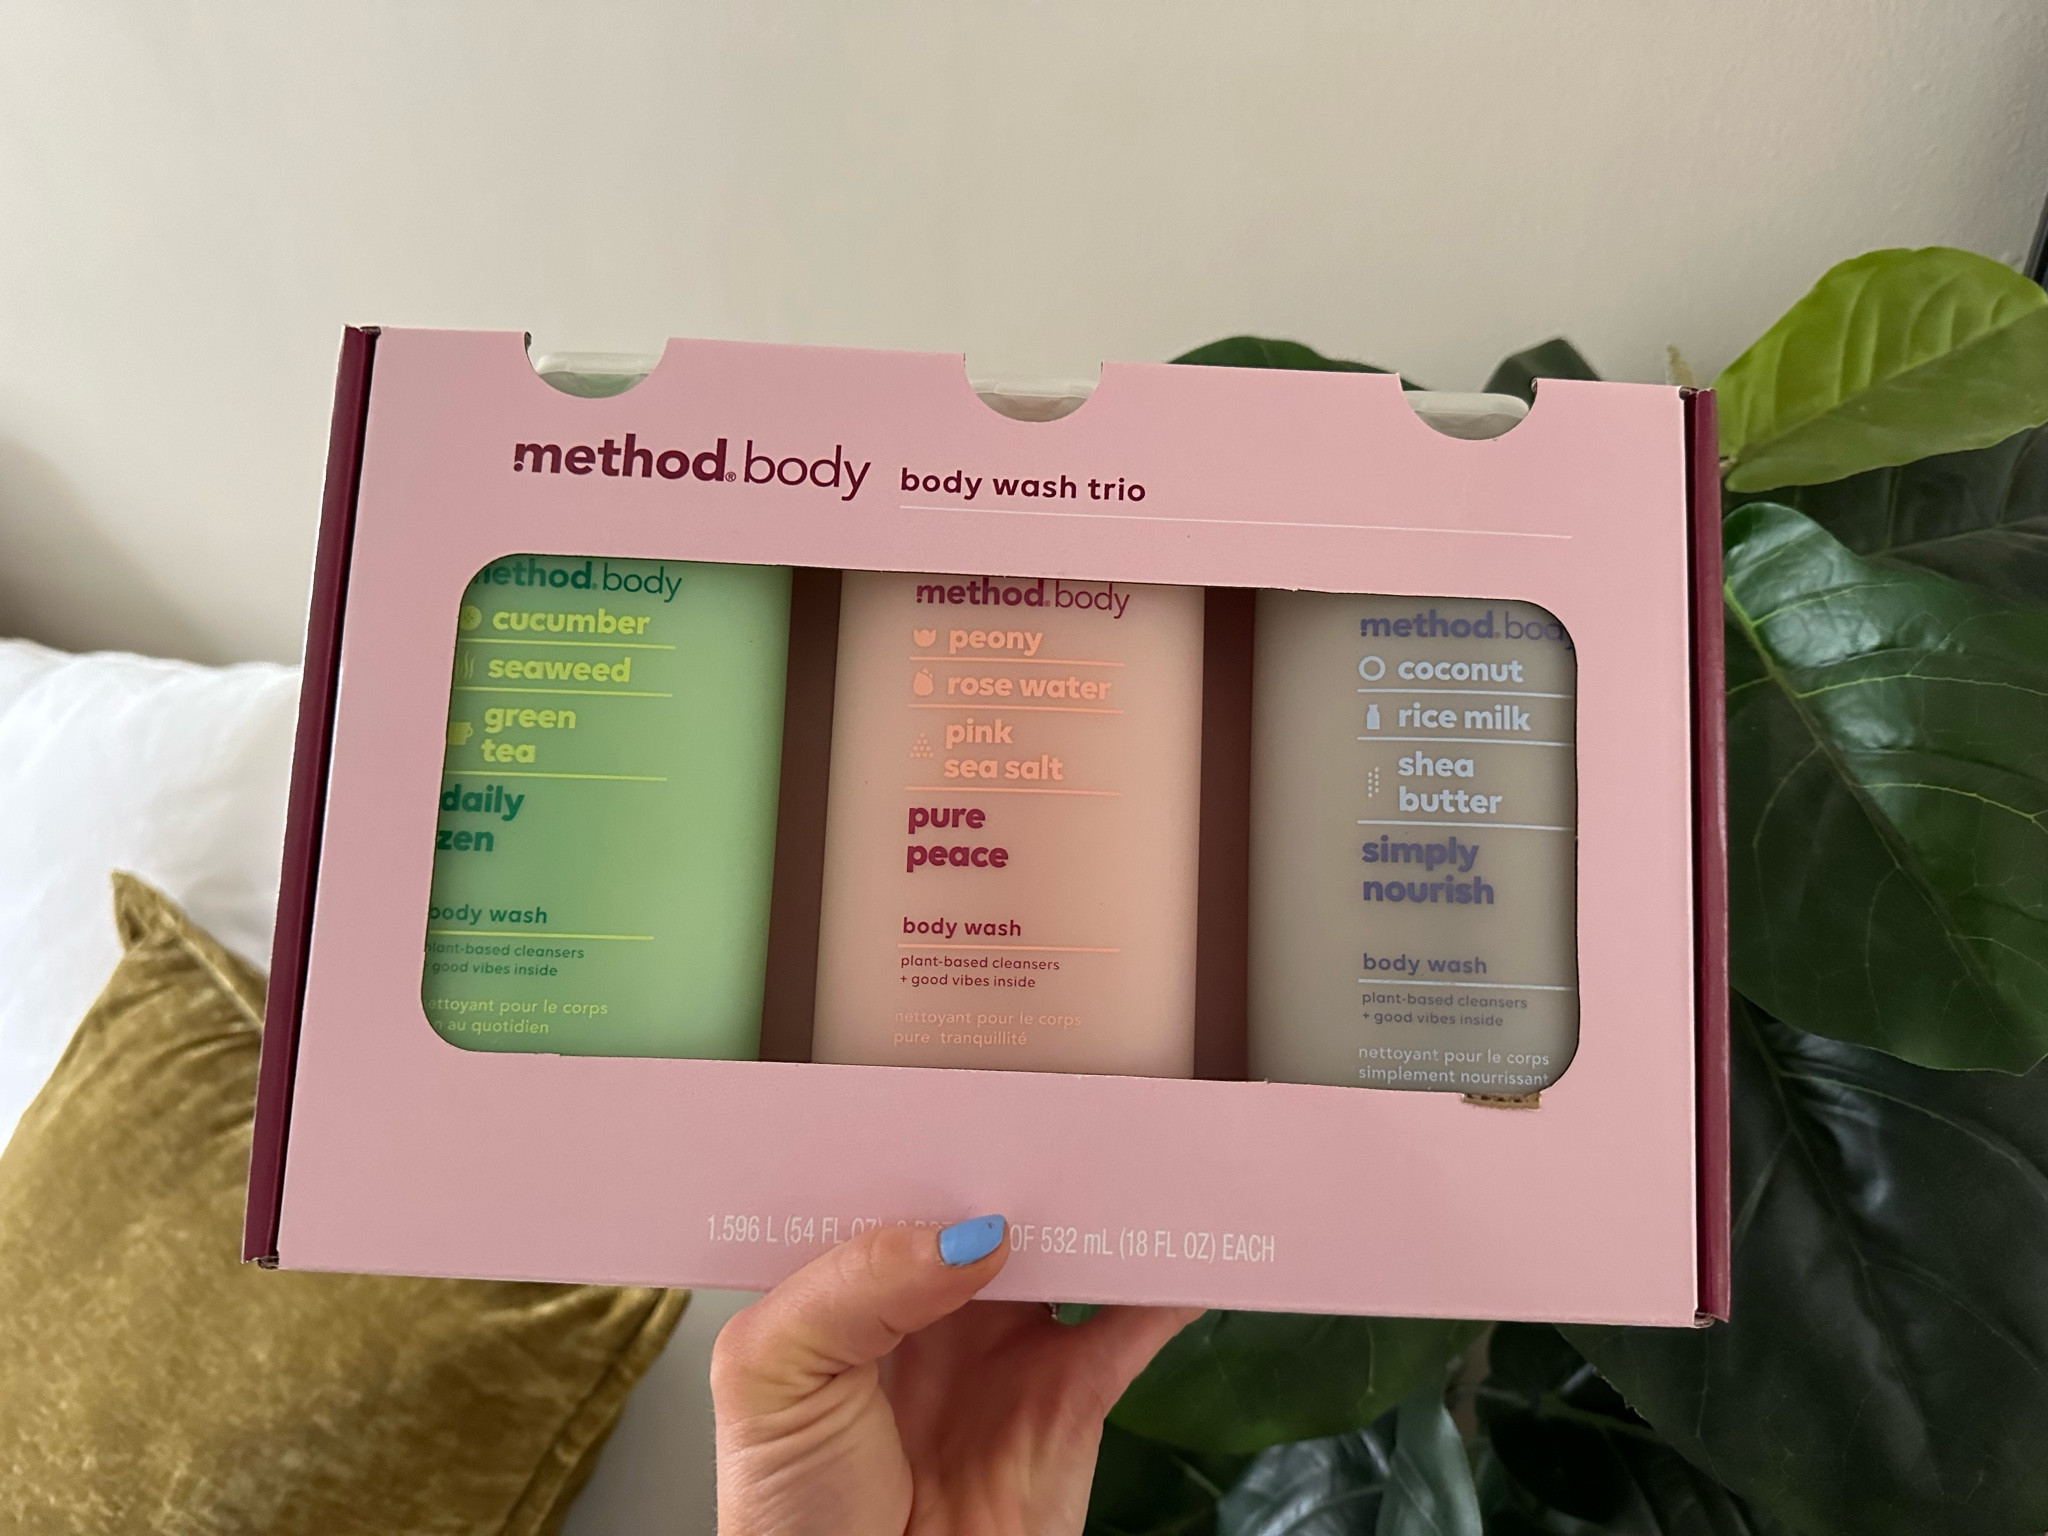 method® body body wash trio
method® body
cucumber
seaweed
green
tea
daily
zen
body wash
plant-based cleansers
good vibes inside
nettoyant pour le corps
au quotidien
method® body
peony
rose water
pink
sea salt
pure
peace
body wash
plant-based cleansers
+ good vibes inside
nettoyant pour le corps
pure tranquillité
method® body
coconut
rice milk
shea
butter
simply
nourish
body wash
plant-based cleansers
+ good vibes inside
nettoyant pour le corps
simplement nourrissant
1.596 L (54 FL OZ) OF 532 mL (18 FL OZ) EACH